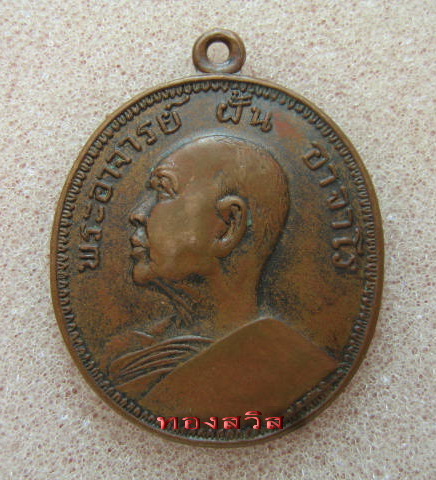 พระอาจารย์ ฝั้น อาจาโร
ทองสวิส